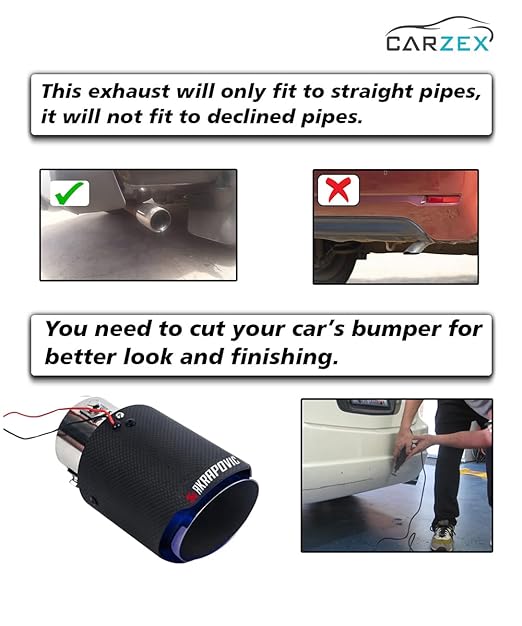 CARZEX
This exhaust will only fit to straight pipes,
it will not fit to declined pipes.
You need to cut your car's bumper for
better look and finishing.
AKRAPOVIC